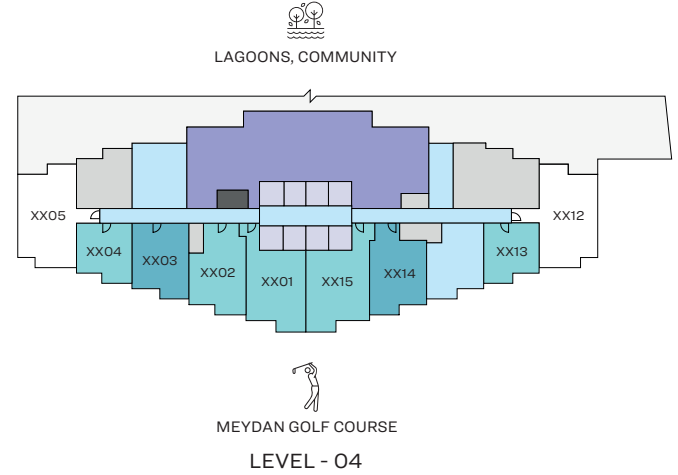 LAGOONS, COMMUNITY
XX05
XX12
XX04
XX03
XX02
XX01
XX15
XX14
XX13
MEYDAN GOLF COURSE
LEVEL - 04